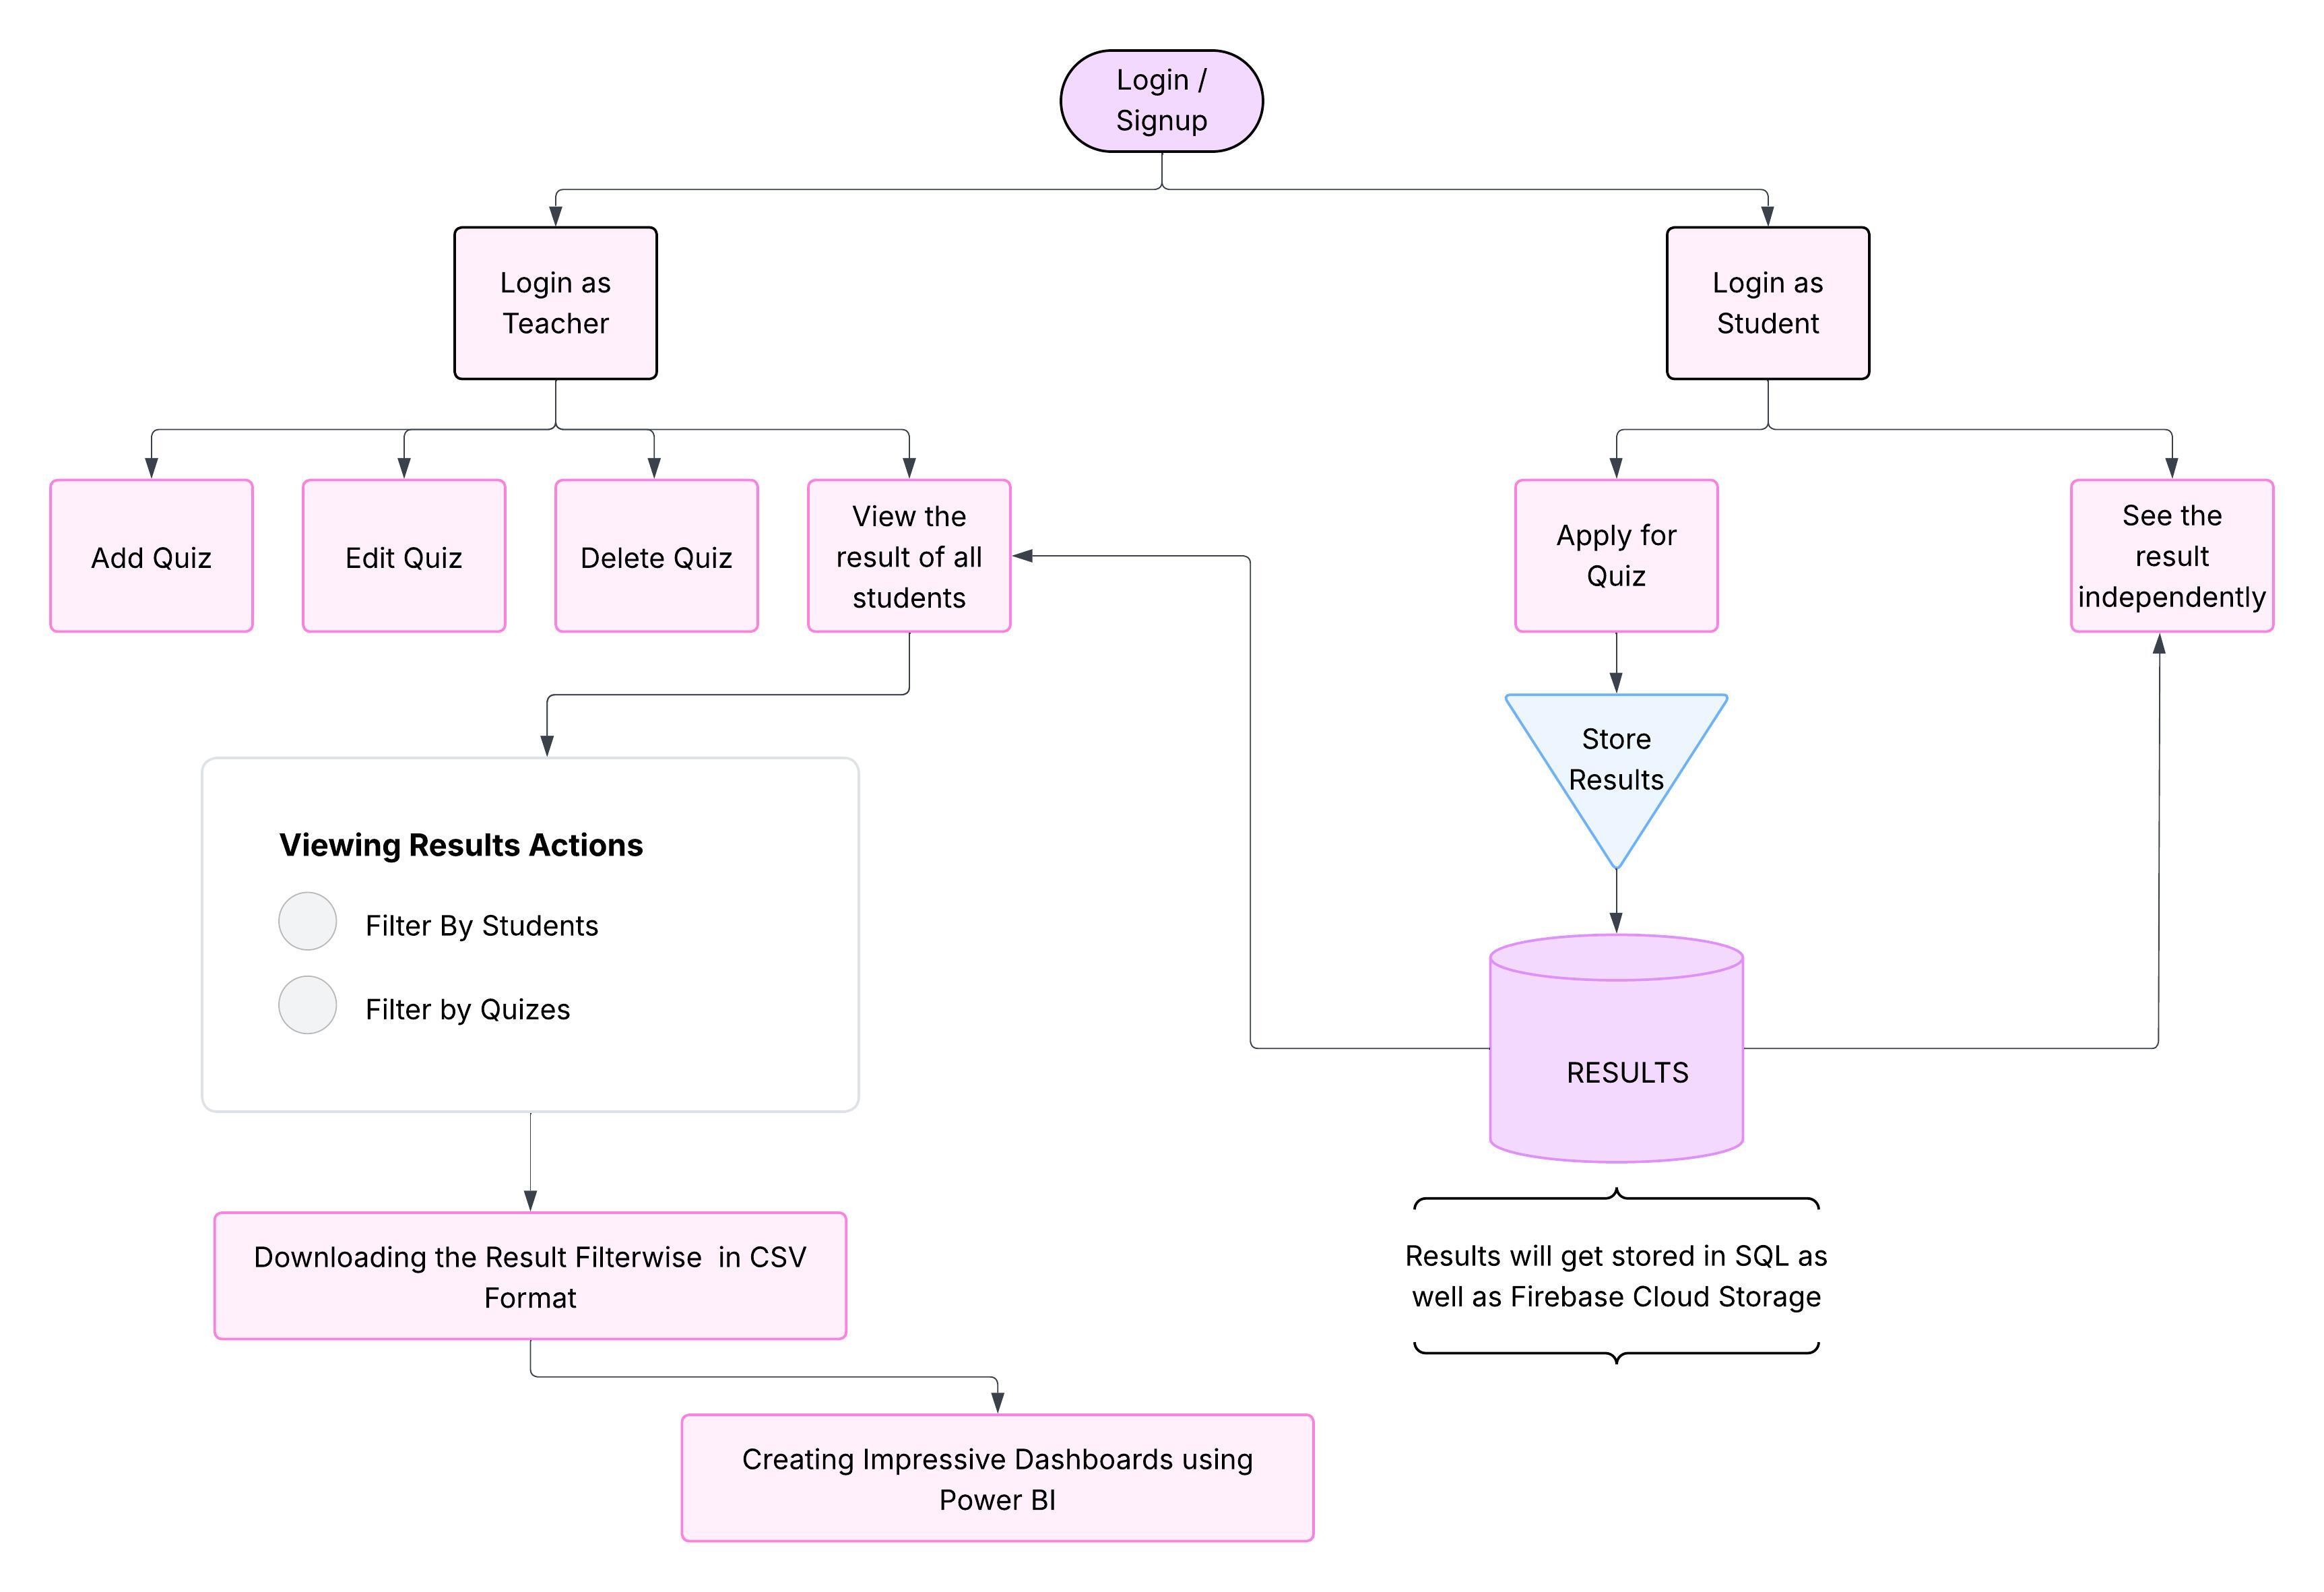 Login /
Signup
Login as
Teacher
Login as
Student
Add Quiz
Edit Quiz
Delete Quiz
View the
result of all
students
Apply for
Quiz
See the
result
independently
Store
Results
Viewing Results Actions
Filter By Students
Filter by Quizes
RESULTS
Downloading the Result Filterwise  in CSV
Format
Results will get stored in SQL as
well as Firebase Cloud Storage
Creating Impressive Dashboards using
Power BI